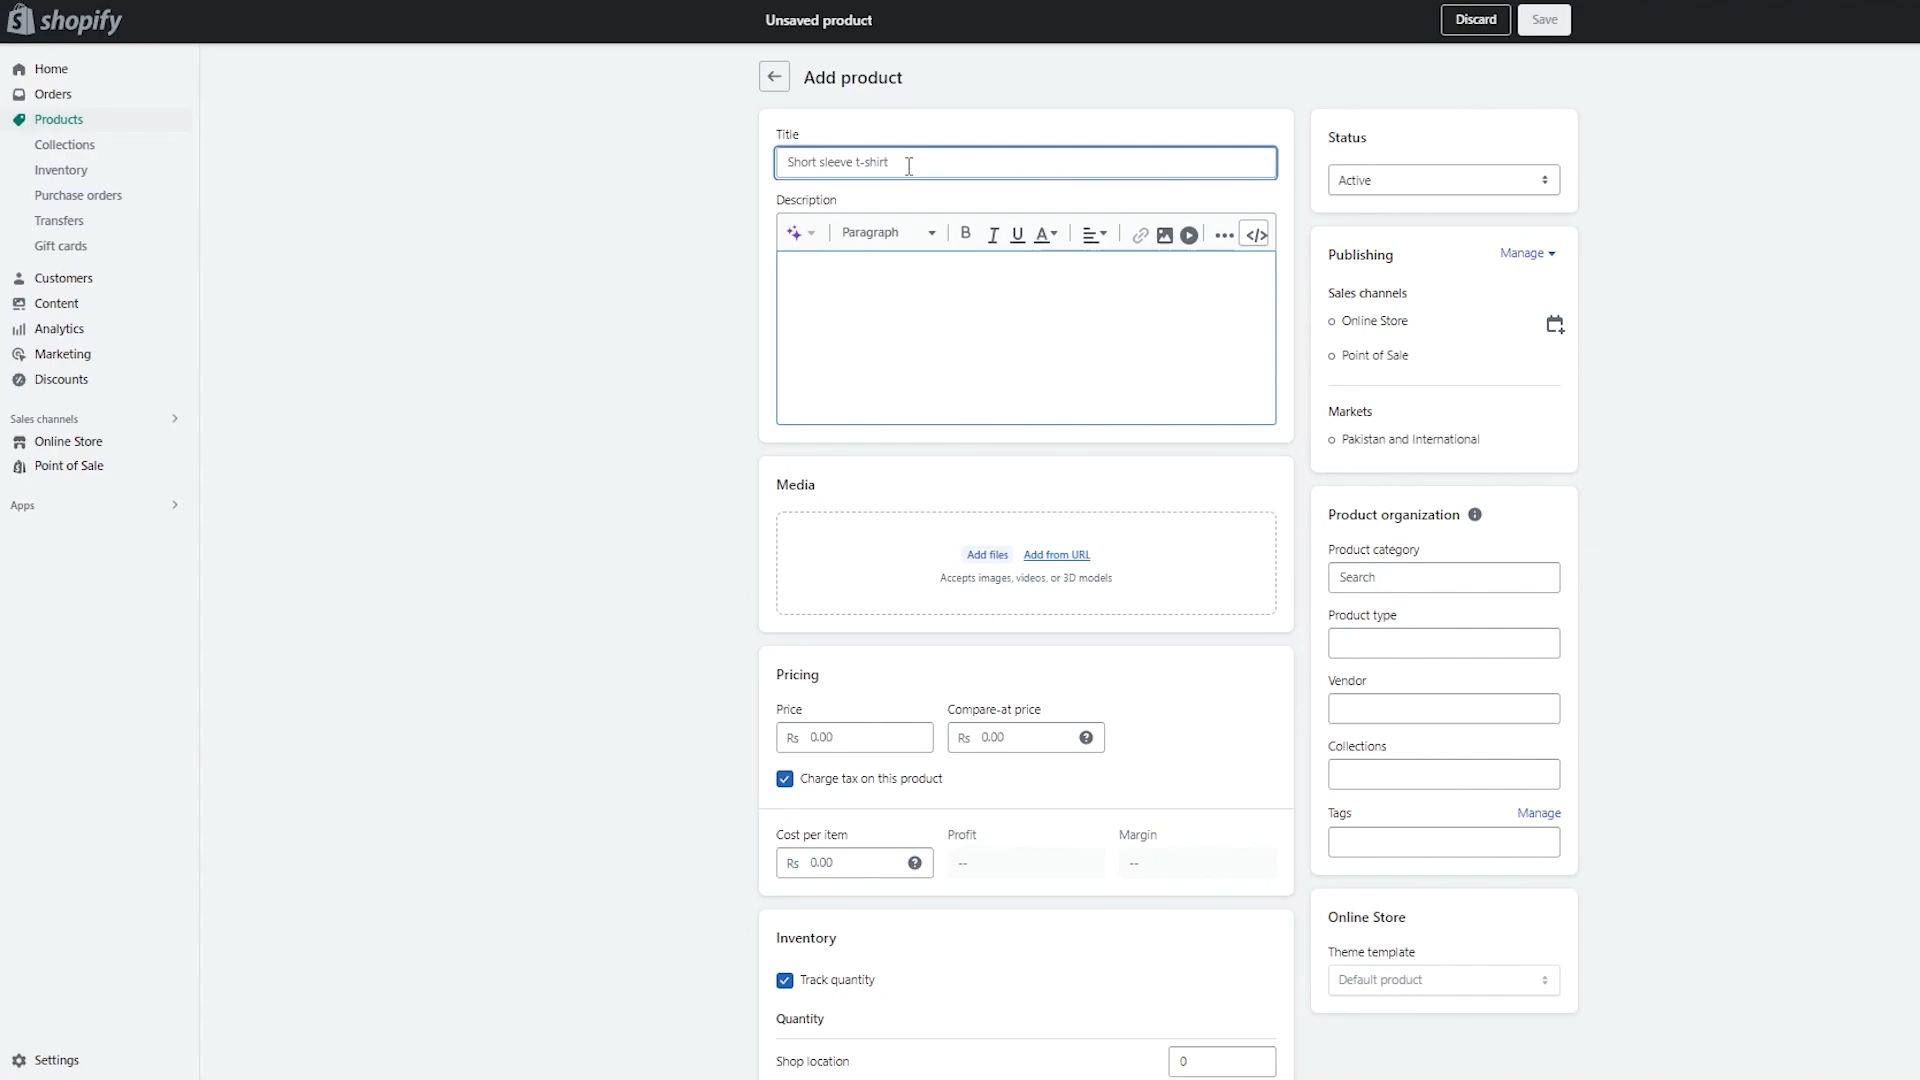 shopify
Unsaved product
Discard
Save
Home
Orders
Products
Collections
Inventory
Purchase orders
Transfers
Gift cards
Customers
Content
Analytics
Marketing
Discounts
Sales channels
Online Store
Point of Sale
Apps
Settings
Add product
Title
Short sleeve t-shirt
Description
Paragraph
B I U A
Media
Add files Add from URL
Accepts images, videos, or 3D models
Pricing
Price
Compare-at price
Rs 0.00
Rs 0.00
Charge tax on this product
Cost per item
Profit
Margin
Rs 0.00
--
--
Inventory
Track quantity
Quantity
Shop location
0
Status
Active
Publishing
Manage
Sales channels
Online Store
Point of Sale
Markets
Pakistan and International
Product organization
Product category
Search
Product type
Vendor
Collections
Tags
Manage
Online Store
Theme template
Default product